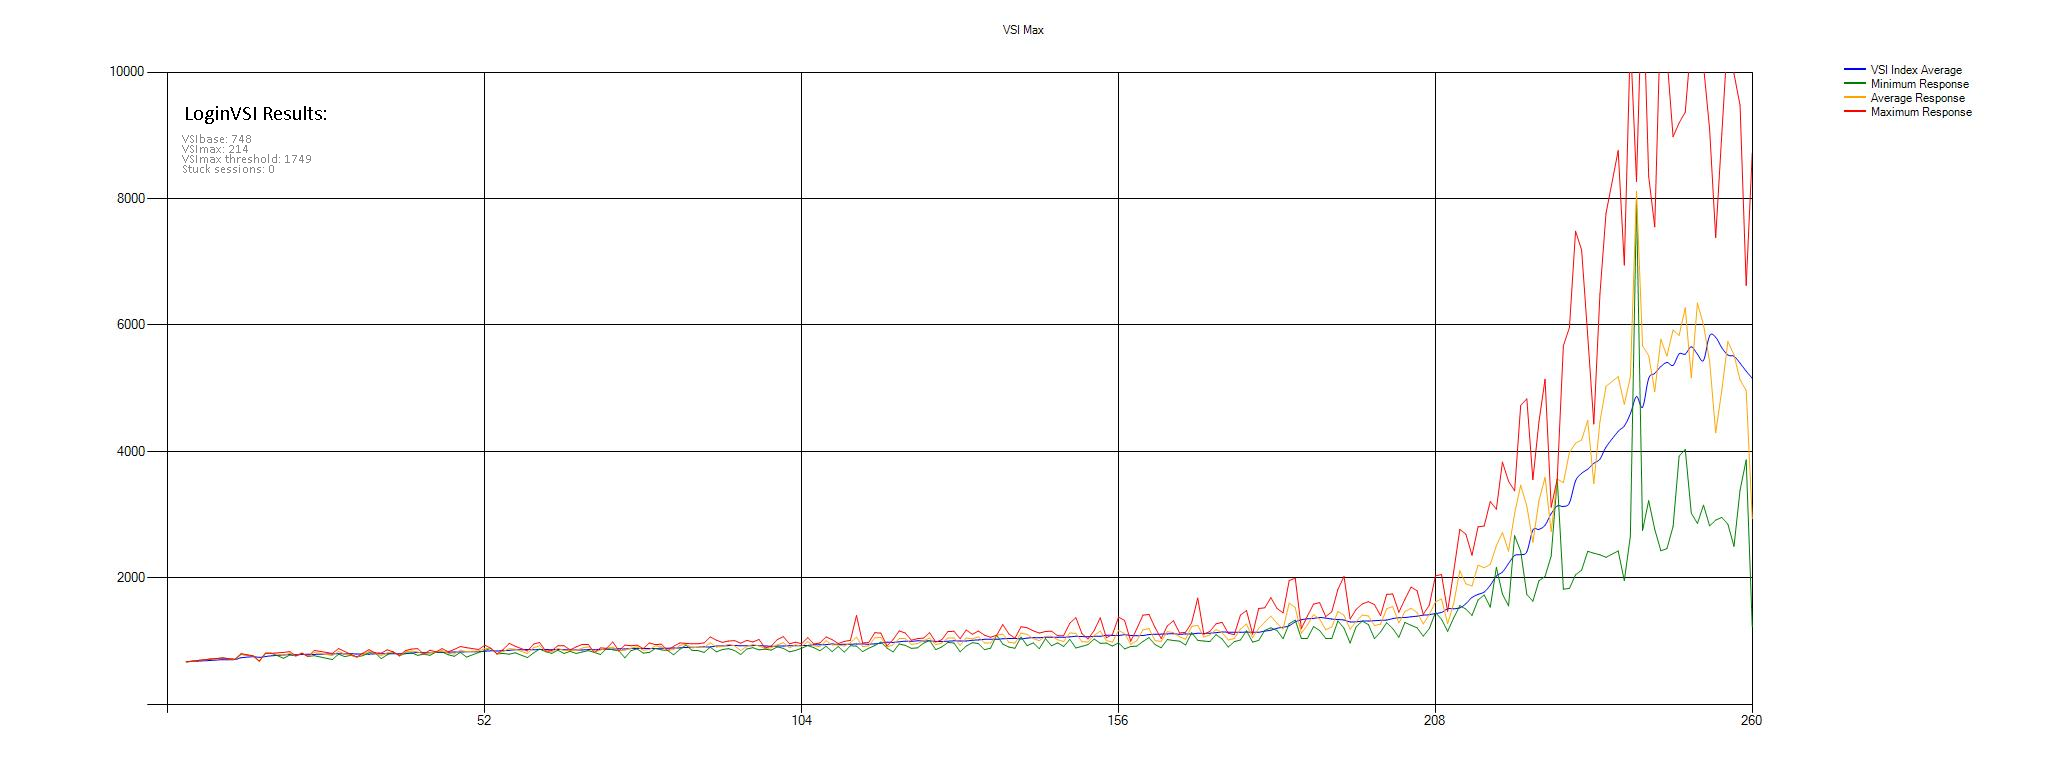 VSI Max
10000
8000
6000
4000
2000
LoginVSI Results:
VSIbase: 748
VSImax: 214
VSImax threshold: 1749
Stuck sessions: 0
VSI Index Average
Minimum Response
Average Response
Maximum Response
52
104
156
208
260